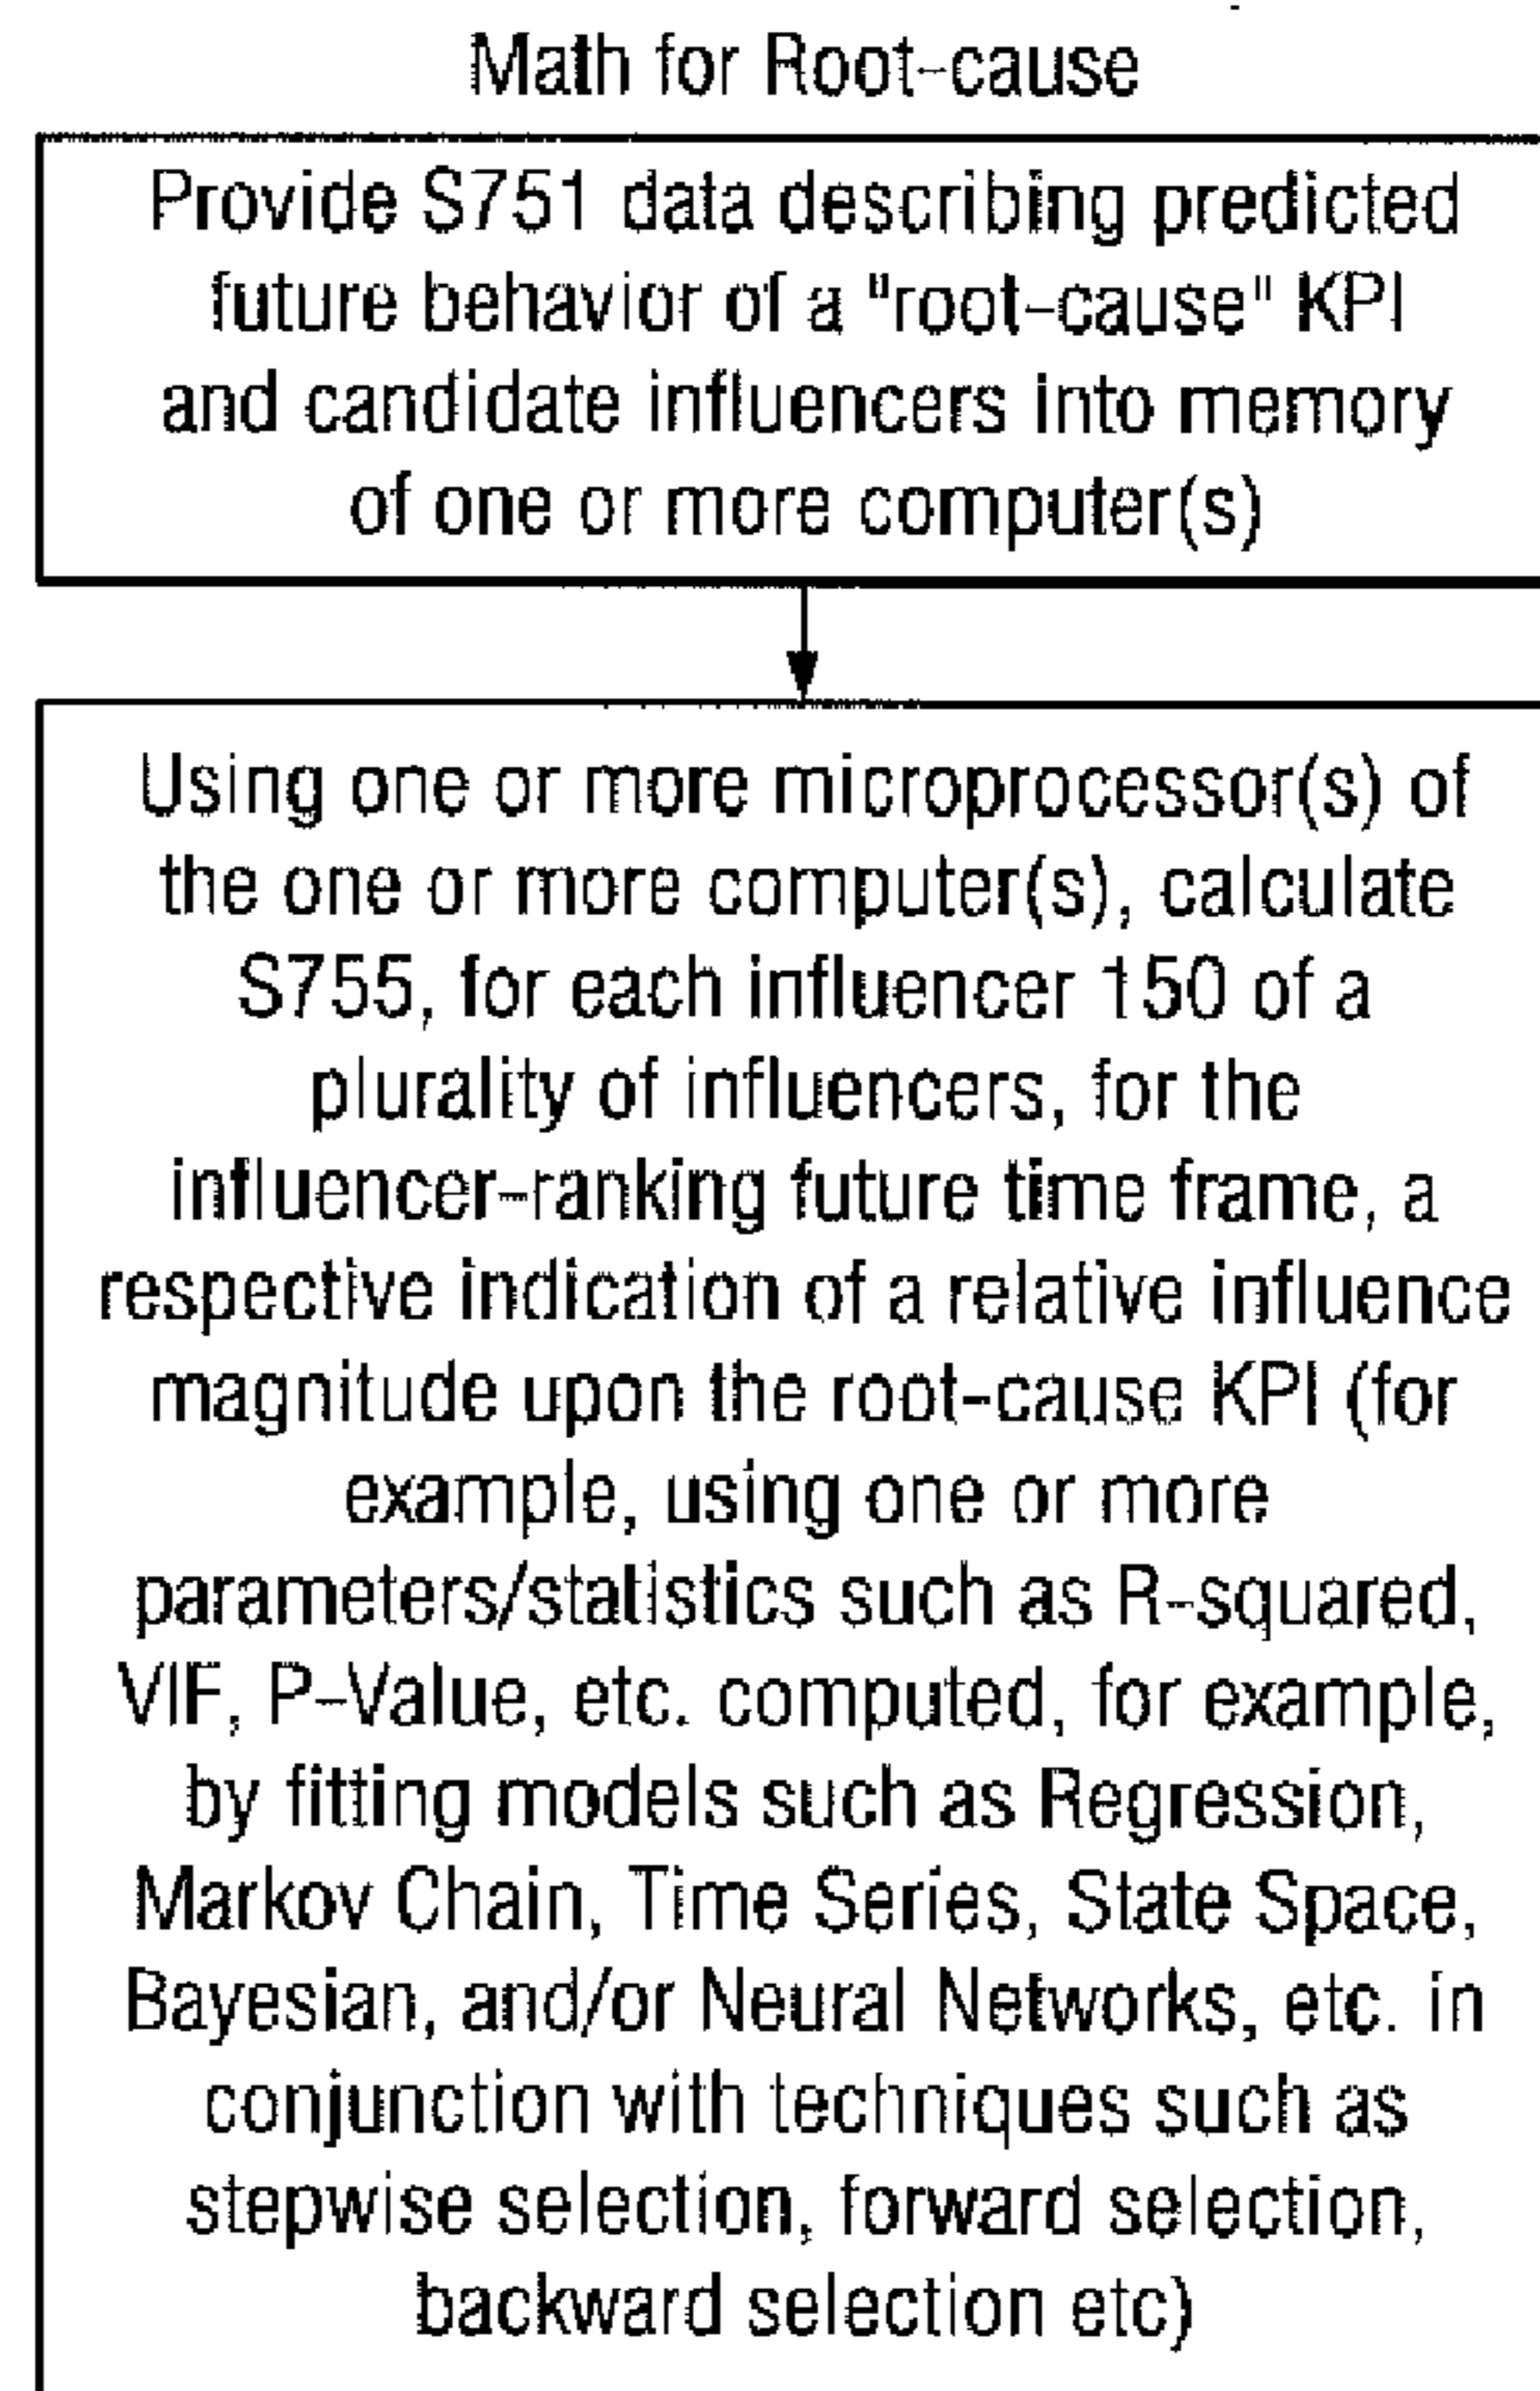 Math for Root-cause
Provide S751 data describing predicted
future behavior of a "root-cause" KPI
and candidate influencers into memory
of one or more computer(s)
Using one or more microprocessor(s) of
the one or more computer(s), calculate
S755, for each influencer 150 of a
plurality of influencers, for the
influencer-ranking future time frame, a
respective indication of a relative influence
magnitude upon the root-cause KPI (for
example, using one or more
parameters/statistics such as R-squared,
VIF, P-Value, etc. computed, for example,
by fitting models such as Regression,
Markov Chain, Time Series, State Space,
Bayesian, and/or Neural Networks, etc. in
conjunction with techniques such as
stepwise selection, forward selection,
backward selection etc)